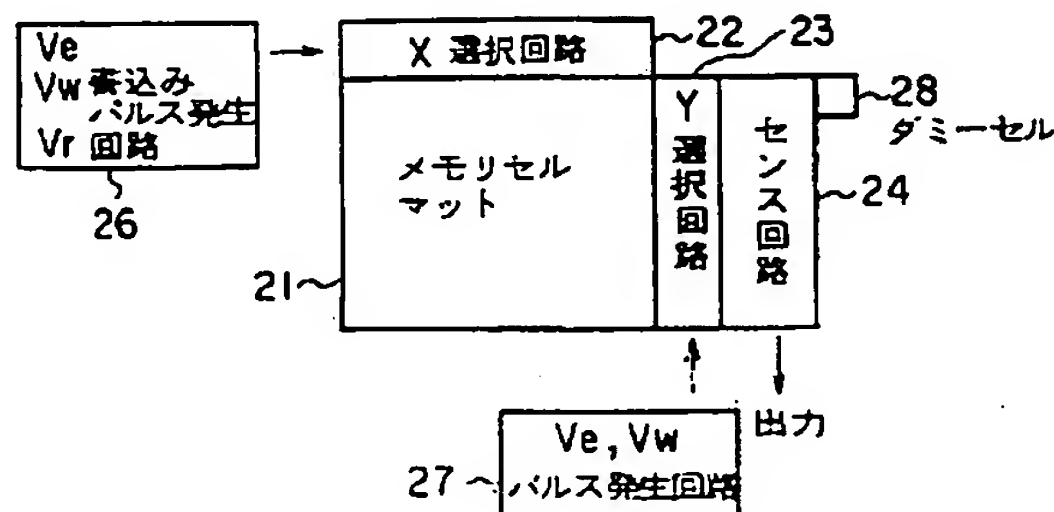 Ve
Vw 書込み
パルス発生
Vr 回路
26
X 選択回路
22
23
Y選択回路
センス回路
28
ダミーセル
24
メモリセル
マット
21
Ve, Vw
パルス発生回路
27
出力